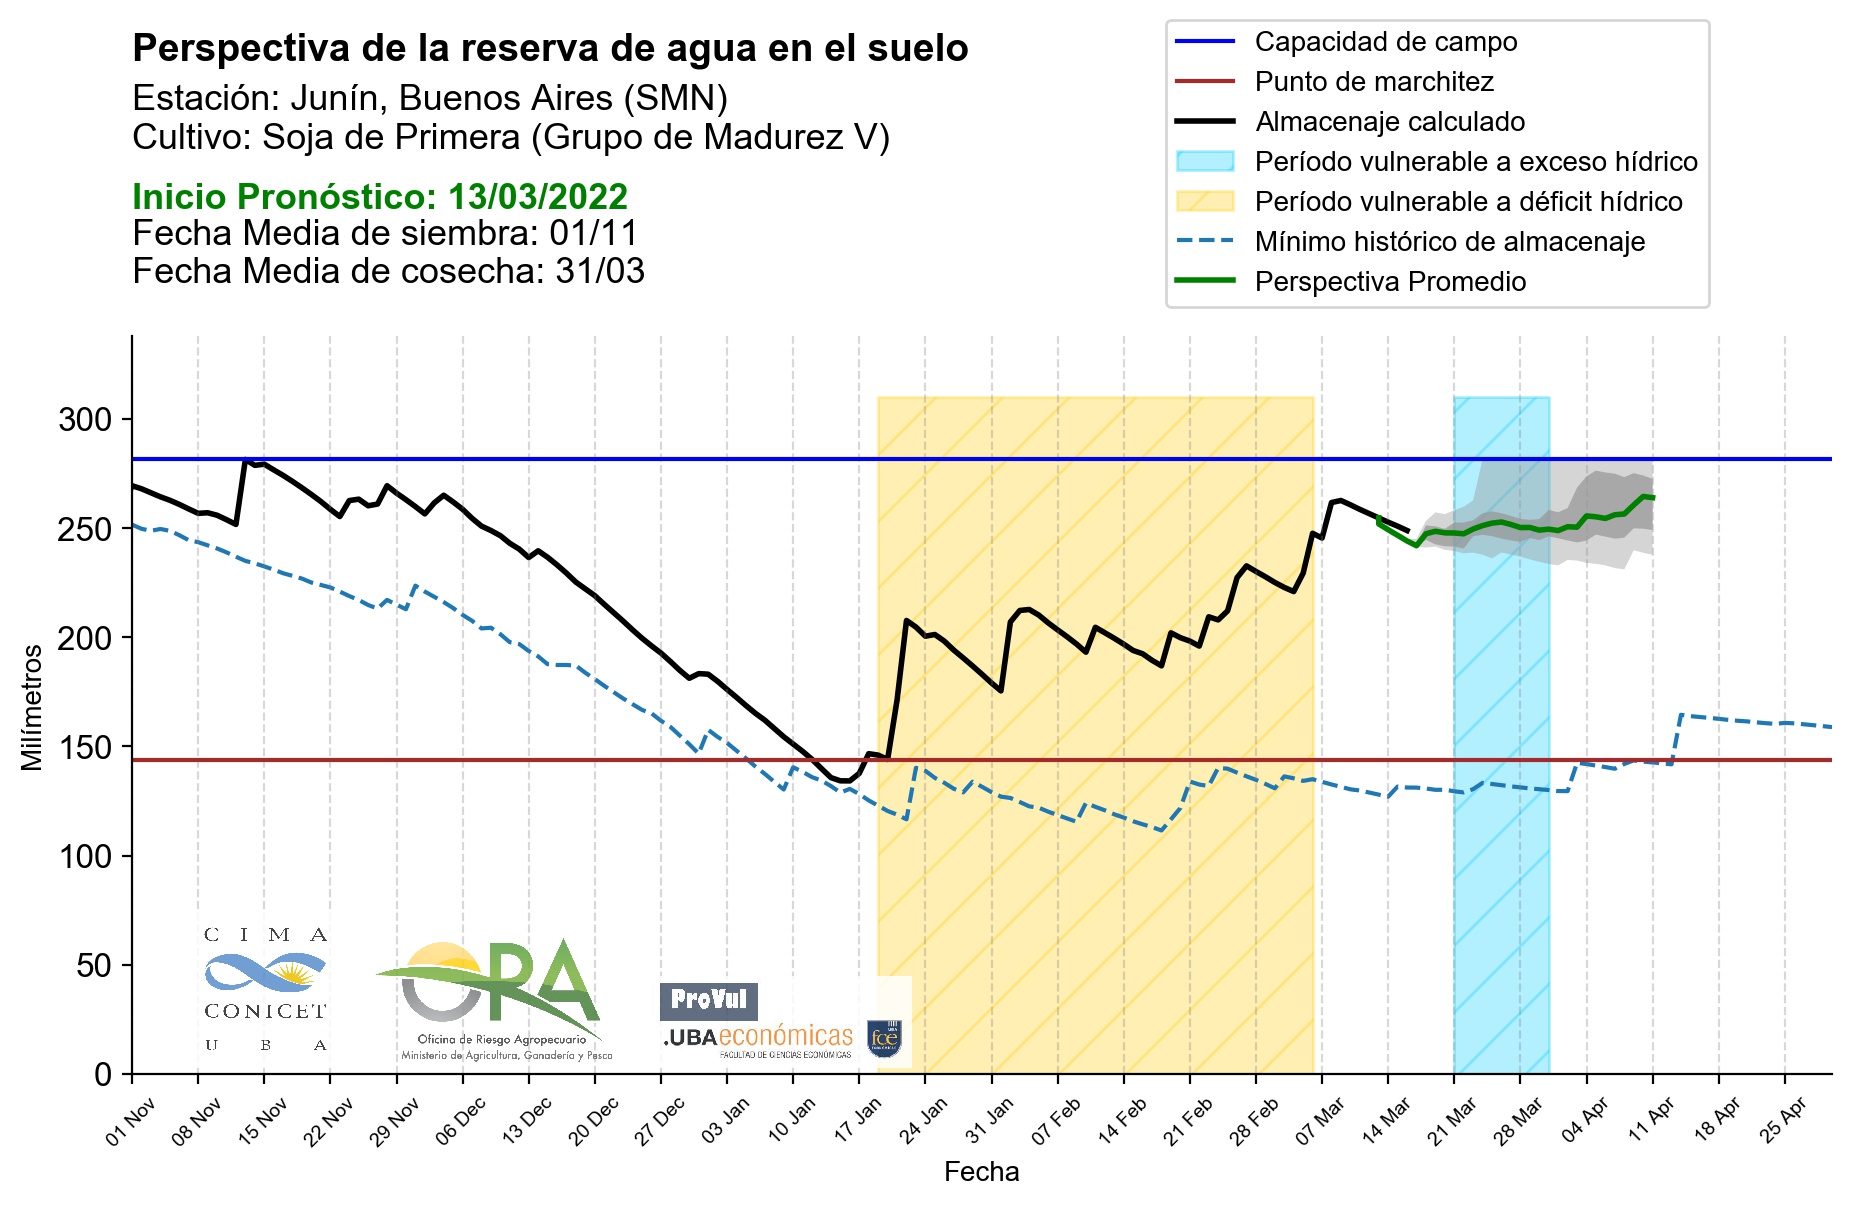 Perspectiva de la reserva de agua en el suelo
Estación: Junín, Buenos Aires (SMN)
Cultivo: Soja de Primera (Grupo de Madurez V)
Inicio Pronóstico: 13/03/2022
Fecha Media de siembra: 01/11
Fecha Media de cosecha: 31/03
Capacidad de campo
Punto de marchitez
Almacenaje calculado
Período vulnerable a exceso hídrico
Período vulnerable a déficit hídrico
Mínimo histórico de almacenaje
Perspectiva Promedio
Milímetros
300
250
200
150
100
50
0
CIMA
CONICET
UBA
ORA
Oficina de Riesgo Agropecuario
Ministerio de Agricultura, Ganadería y Pesca
ProVul
.UBAeconómicas
FACULTAD DE CIENCIAS ECONÓMICAS
UBA
fce
ECONÓMICAS
01 Nov
08 Nov
15 Nov
22 Nov
29 Nov
06 Dec
13 Dec
20 Dec
27 Dec
03 Jan
10 Jan
17 Jan
24 Jan
31 Jan
07 Feb
14 Feb
21 Feb
28 Feb
07 Mar
14 Mar
21 Mar
28 Mar
04 Apr
11 Apr
18 Apr
25 Apr
Fecha